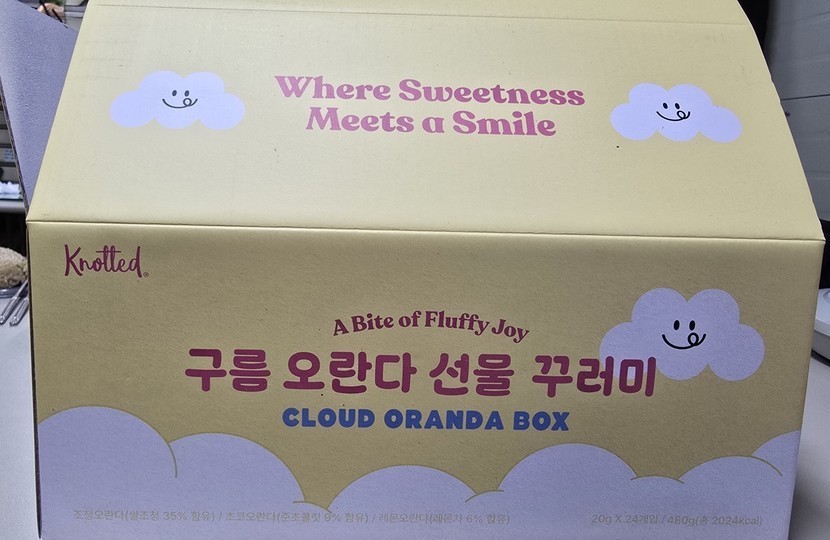 Where Sweetness
Meets a Smile
Knotted
A Bite of Fluffy Joy
구름 오란다 선물 꾸러미
CLOUD ORANDA BOX
조청오란다(쌀조청 35% 함유) / 초코오란다(준초콜릿 9% 함유) / 레몬오란다(레몬차 6% 함유)
20g X 24개입 / 480g(총 2024kcal)